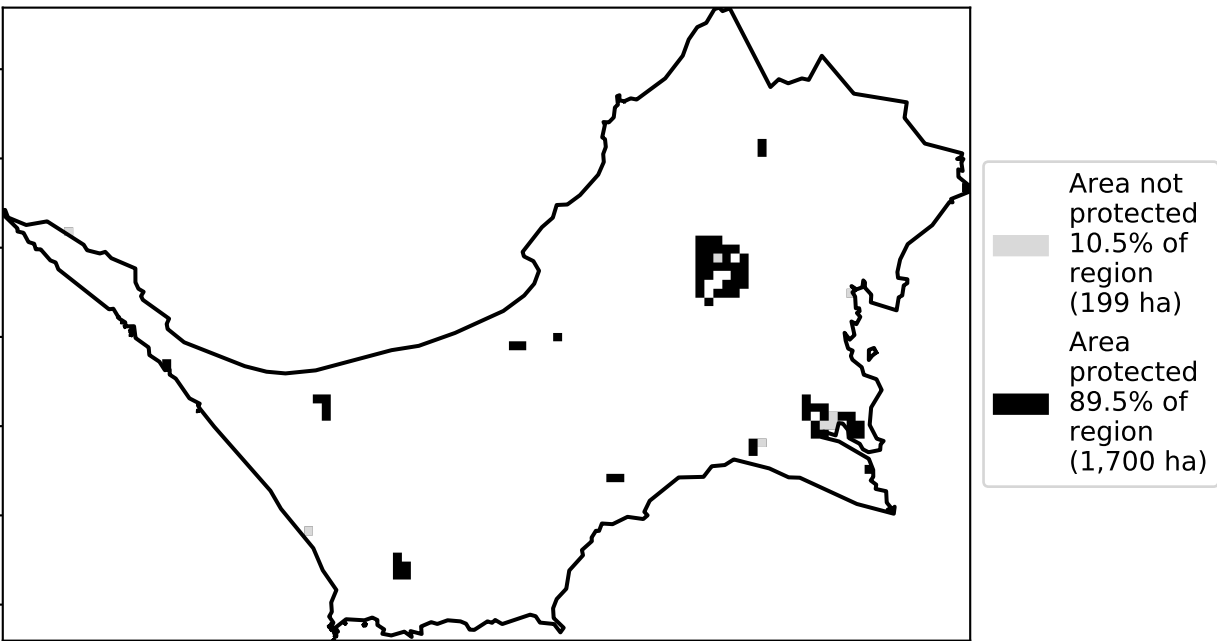 Area not
protected
10.5% of
region
(199 ha)
Area
protected
89.5% of
region
(1,700 ha)